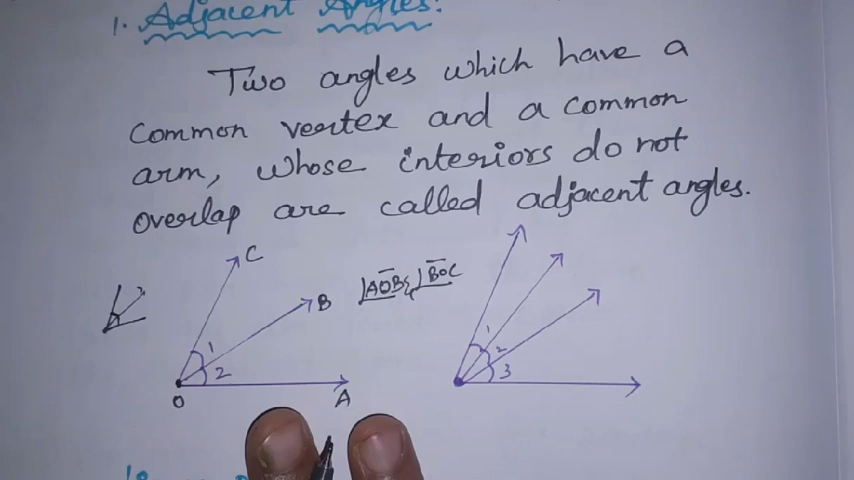 1. Adjacent Angles:
Two angles which have a
common vertex and a common
arm, whose interiors do not
overlap are called adjacent angles.
C
∠AOB & ∠BOC
B
1
2
O
A
1
2
3